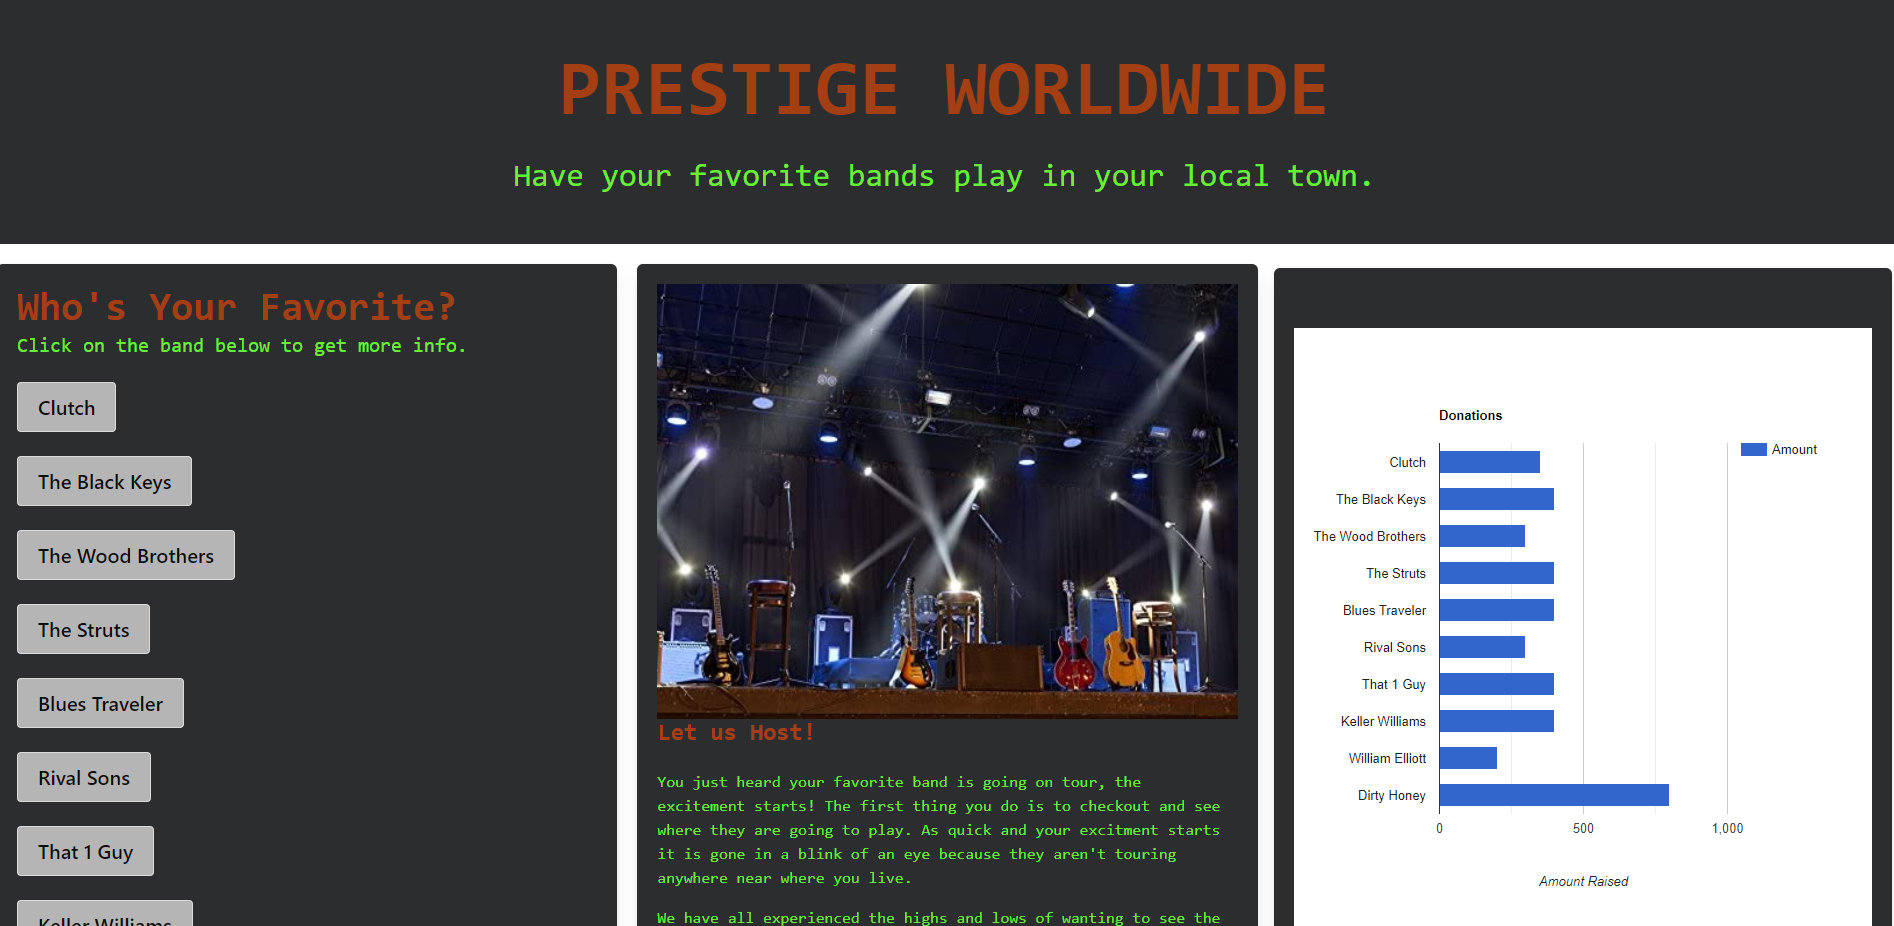 PRESTIGE WORLDWIDE
Have your favorite bands play in your local town.
Who's Your Favorite?
Click on the band below to get more info.
Clutch
The Black Keys
The Wood Brothers
The Struts
Blues Traveler
Rival Sons
That 1 Guy
Keller Williams
Let us Host!
You just heard your favorite band is going on tour, the
excitement starts! The first thing you do is to checkout and see
where they are going to play. As quick and your excitment starts
it is gone in a blink of an eye because they aren't touring
anywhere near where you live.
We have all experienced the highs and lows of wanting to see the
Donations
Amount
Clutch
The Black Keys
The Wood Brothers
The Struts
Blues Traveler
Rival Sons
That 1 Guy
Keller Williams
William Elliott
Dirty Honey
0 500 1,000
Amount Raised